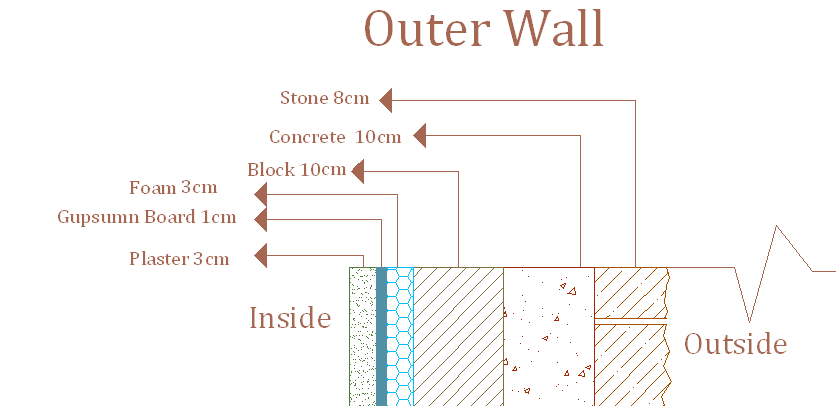 Outer Wall
Stone 8cm
Concrete 10cm
Block 10cm
Foam 3cm
Gupsumn Board 1cm
Plaster 3cm
Inside
Outside